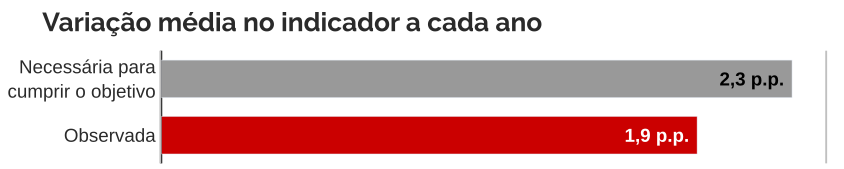 Variação média no indicador a cada ano
Necessária para
cumprir o objetivo
2,3 p.p.
Observada
1,9 p.p.